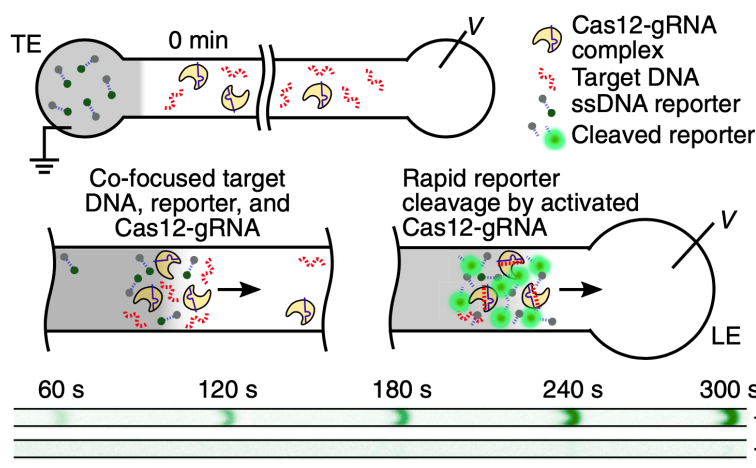 TE
0 min
V
Cas12-gRNA
complex
Target DNA
ssDNA reporter
Cleaved reporter
Co-focused target
DNA, reporter, and
Cas12-gRNA
Rapid reporter
cleavage by activated
Cas12-gRNA
V
LE
60 s 120 s 180 s 240 s 300 s